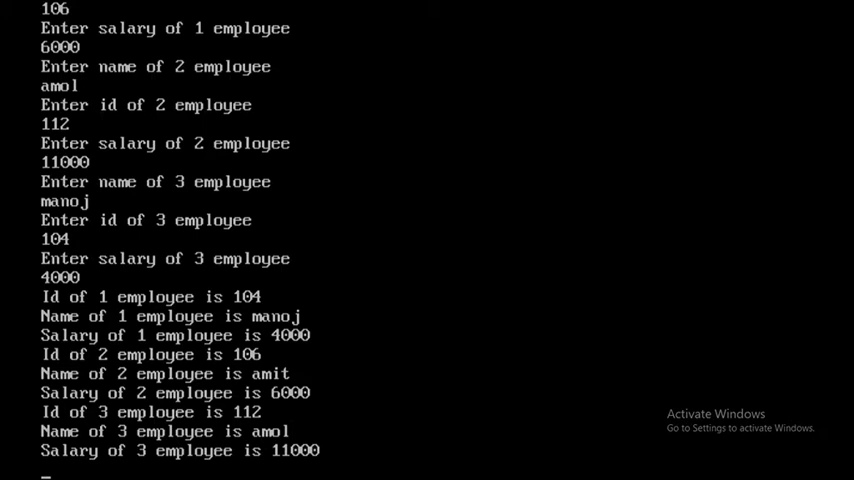 106
Enter salary of 1 employee
6000
Enter name of 2 employee
amol
Enter id of 2 employee
112
Enter salary of 2 employee
11000
Enter name of 3 employee
manoj
Enter id of 3 employee
104
Enter salary of 3 employee
4000
Id of 1 employee is 104
Name of 1 employee is manoj
Salary of 1 employee is 4000
Id of 2 employee is 106
Name of 2 employee is amit
Salary of 2 employee is 6000
Id of 3 employee is 112
Name of 3 employee is amol
Salary of 3 employee is 11000
Activate Windows
Go to Settings to activate Windows.